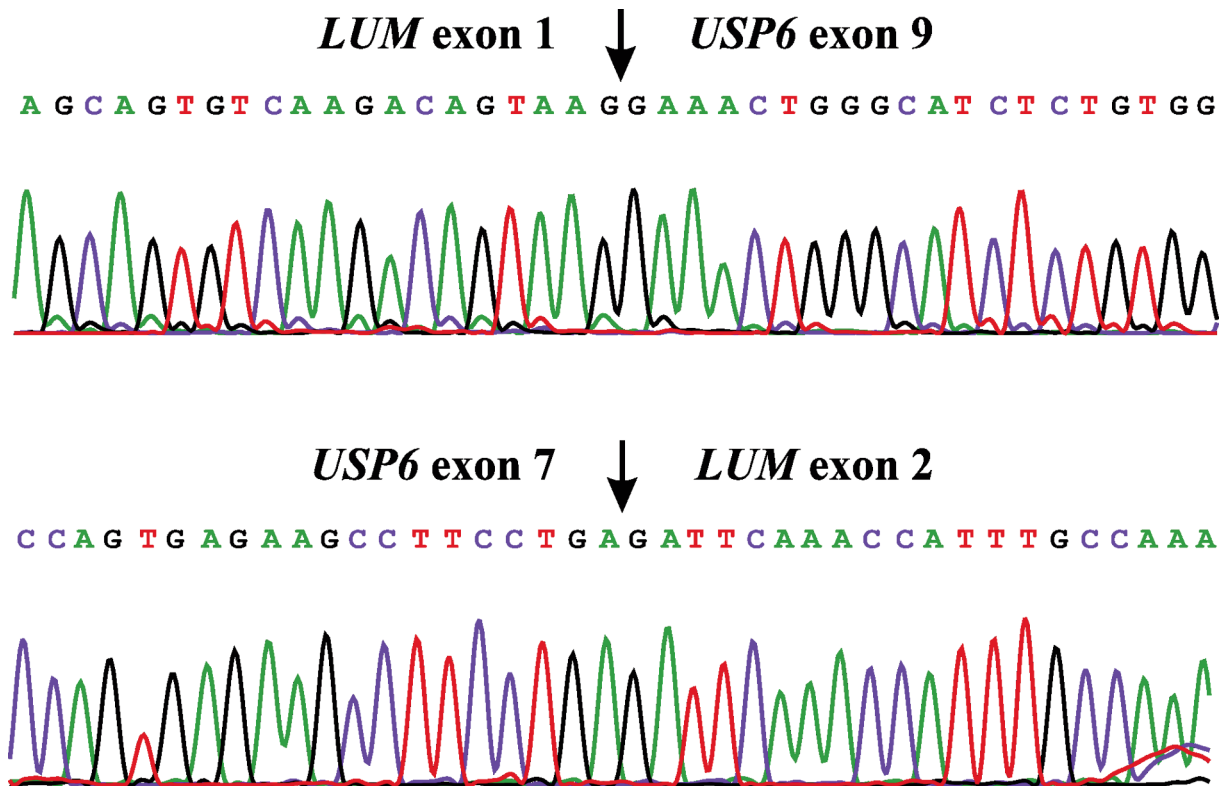 LUM exon 1 USP6 exon 9
AGCAGTGTCAAGACAGTAAGGAAACTGGGCATCTCTGTGG
USP6 exon 7 LUM exon 2
CCAGTGAGAAGCCTTCCTGAGATTCAAACCATTTGCCAAA